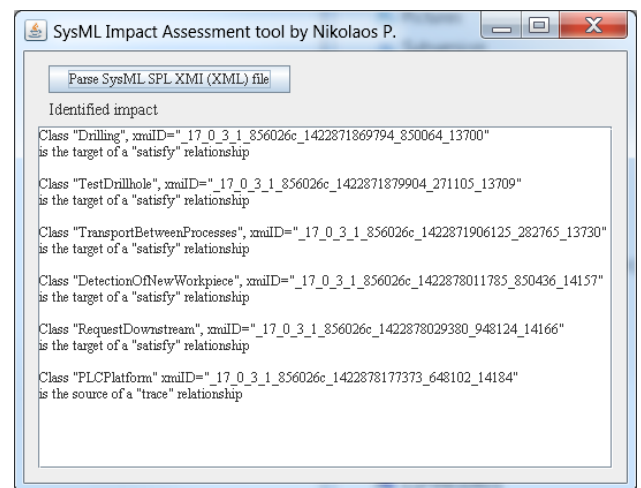 SysML Impact Assessment tool by Nikolaos P.
Parse SysML SPL XMI (XML) file
Identified impact
Class "Drilling", xmiID="_17_0_3_1_856026c_1422871869794_850064_13700"
is the target of a "satisfy" relationship
Class "TestDrillhole", xmiID="_17_0_3_1_856026c_1422871879904_271105_13709"
is the target of a "satisfy" relationship
Class "TransportBetweenProcesses", xmiID="_17_0_3_1_856026c_1422871906125_282765_13730"
is the target of a "satisfy" relationship
Class "DetectionOfNewWorkpiece", xmiID="_17_0_3_1_856026c_1422878011785_850436_14157"
is the target of a "satisfy" relationship
Class "RequestDownstream", xmiID="_17_0_3_1_856026c_1422878029380_948124_14166"
is the target of a "satisfy" relationship
Class "PLCPlatform" xmiID="_17_0_3_1_856026c_1422878177373_648102_14184"
is the source of a "trace" relationship